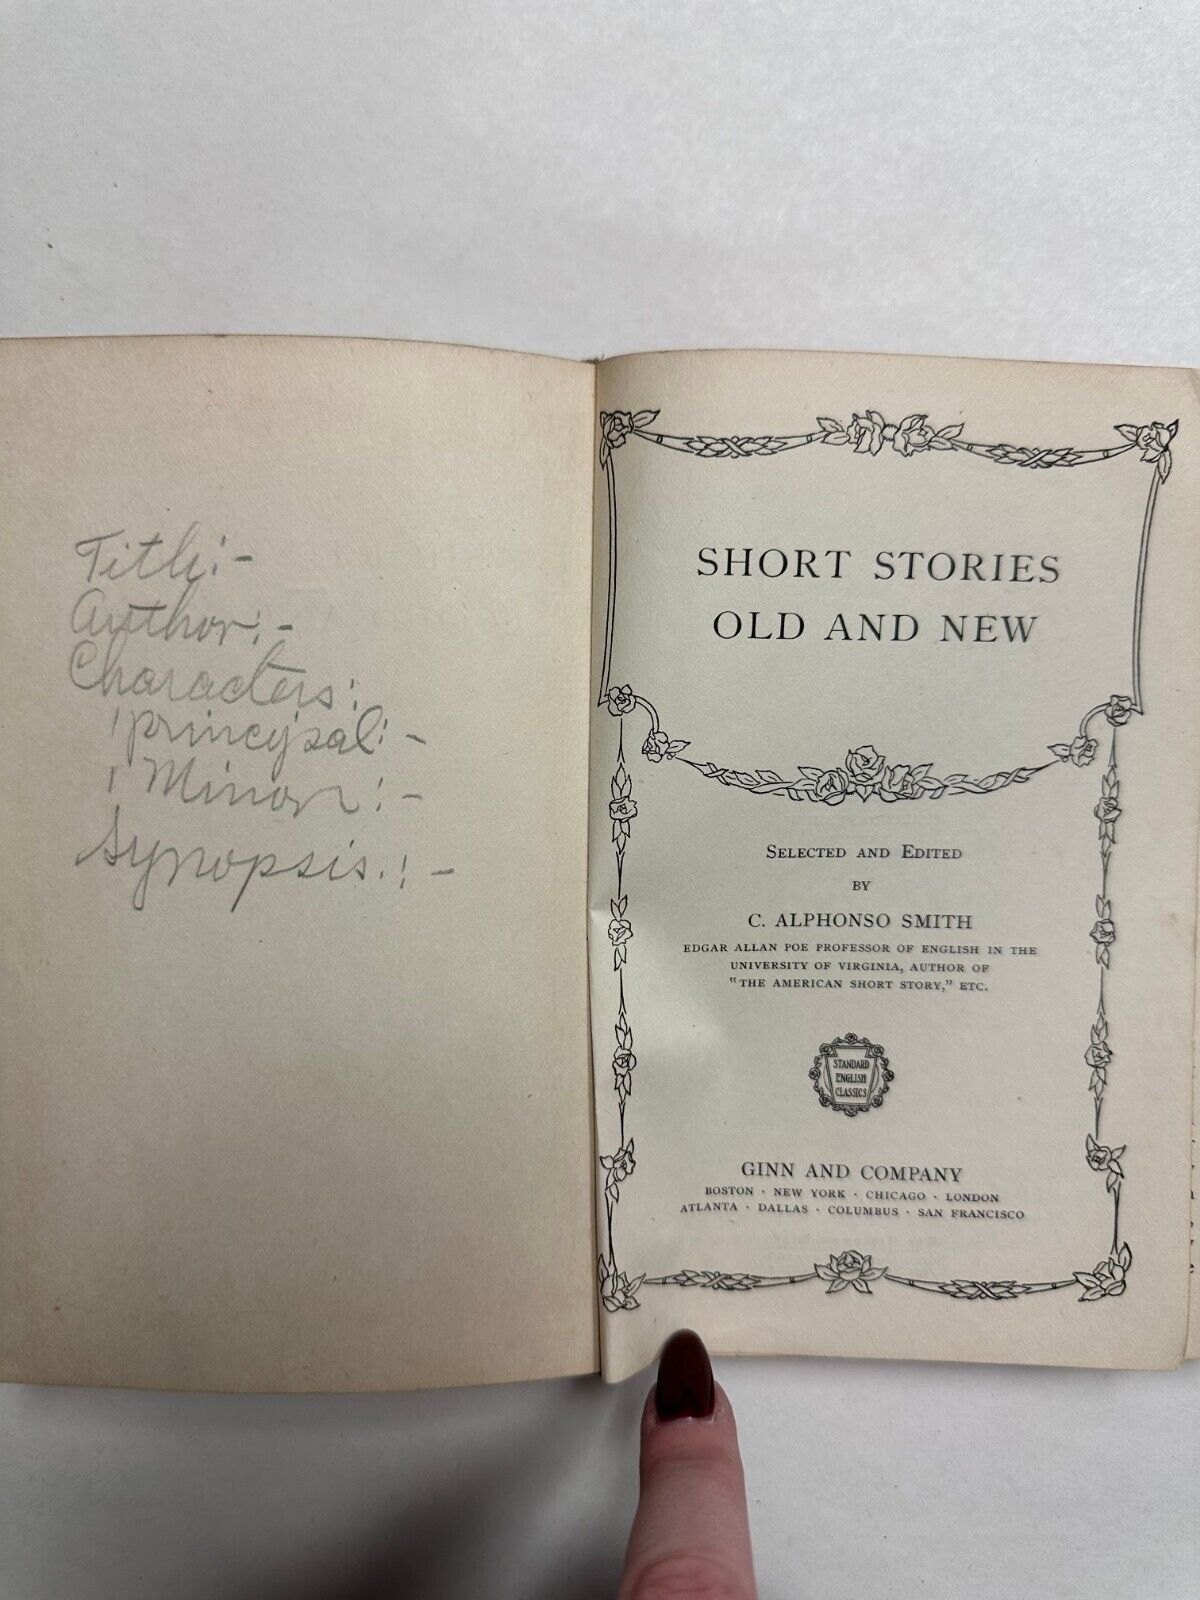 Title:-
Author:-
Characters:
principal:-
Minor:-
Synopsis.:-
SHORT STORIES
OLD AND NEW
SELECTED AND EDITED
BY
C. ALPHONSO SMITH
EDGAR ALLAN POE PROFESSOR OF ENGLISH IN THE
UNIVERSITY OF VIRGINIA, AUTHOR OF
"THE AMERICAN SHORT STORY," ETC.
STANDARD
ENGLISH
CLASSICS
GINN AND COMPANY
BOSTON · NEW YORK · CHICAGO · LONDON
ATLANTA · DALLAS · COLUMBUS · SAN FRANCISCO